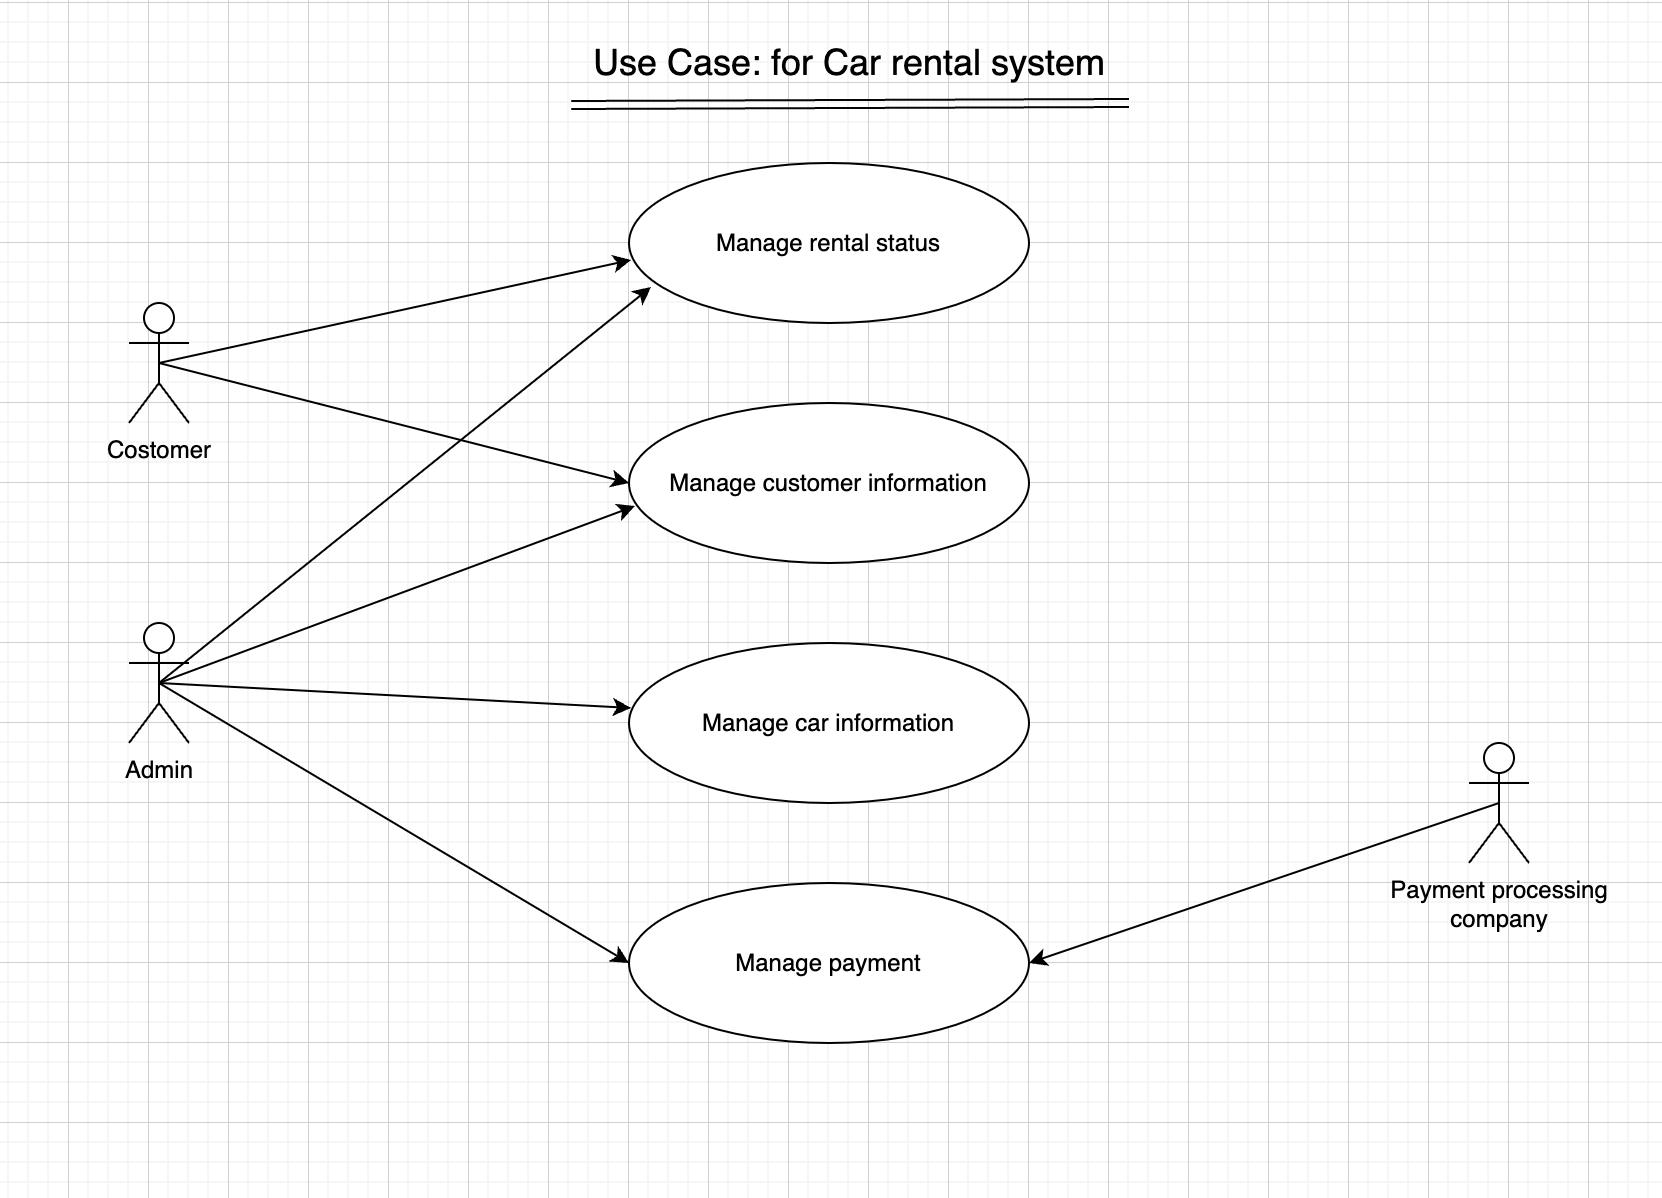 Use Case: for Car rental system
Manage rental status
Costomer
Manage customer information
Admin
Manage car information
Payment processing
company
Manage payment